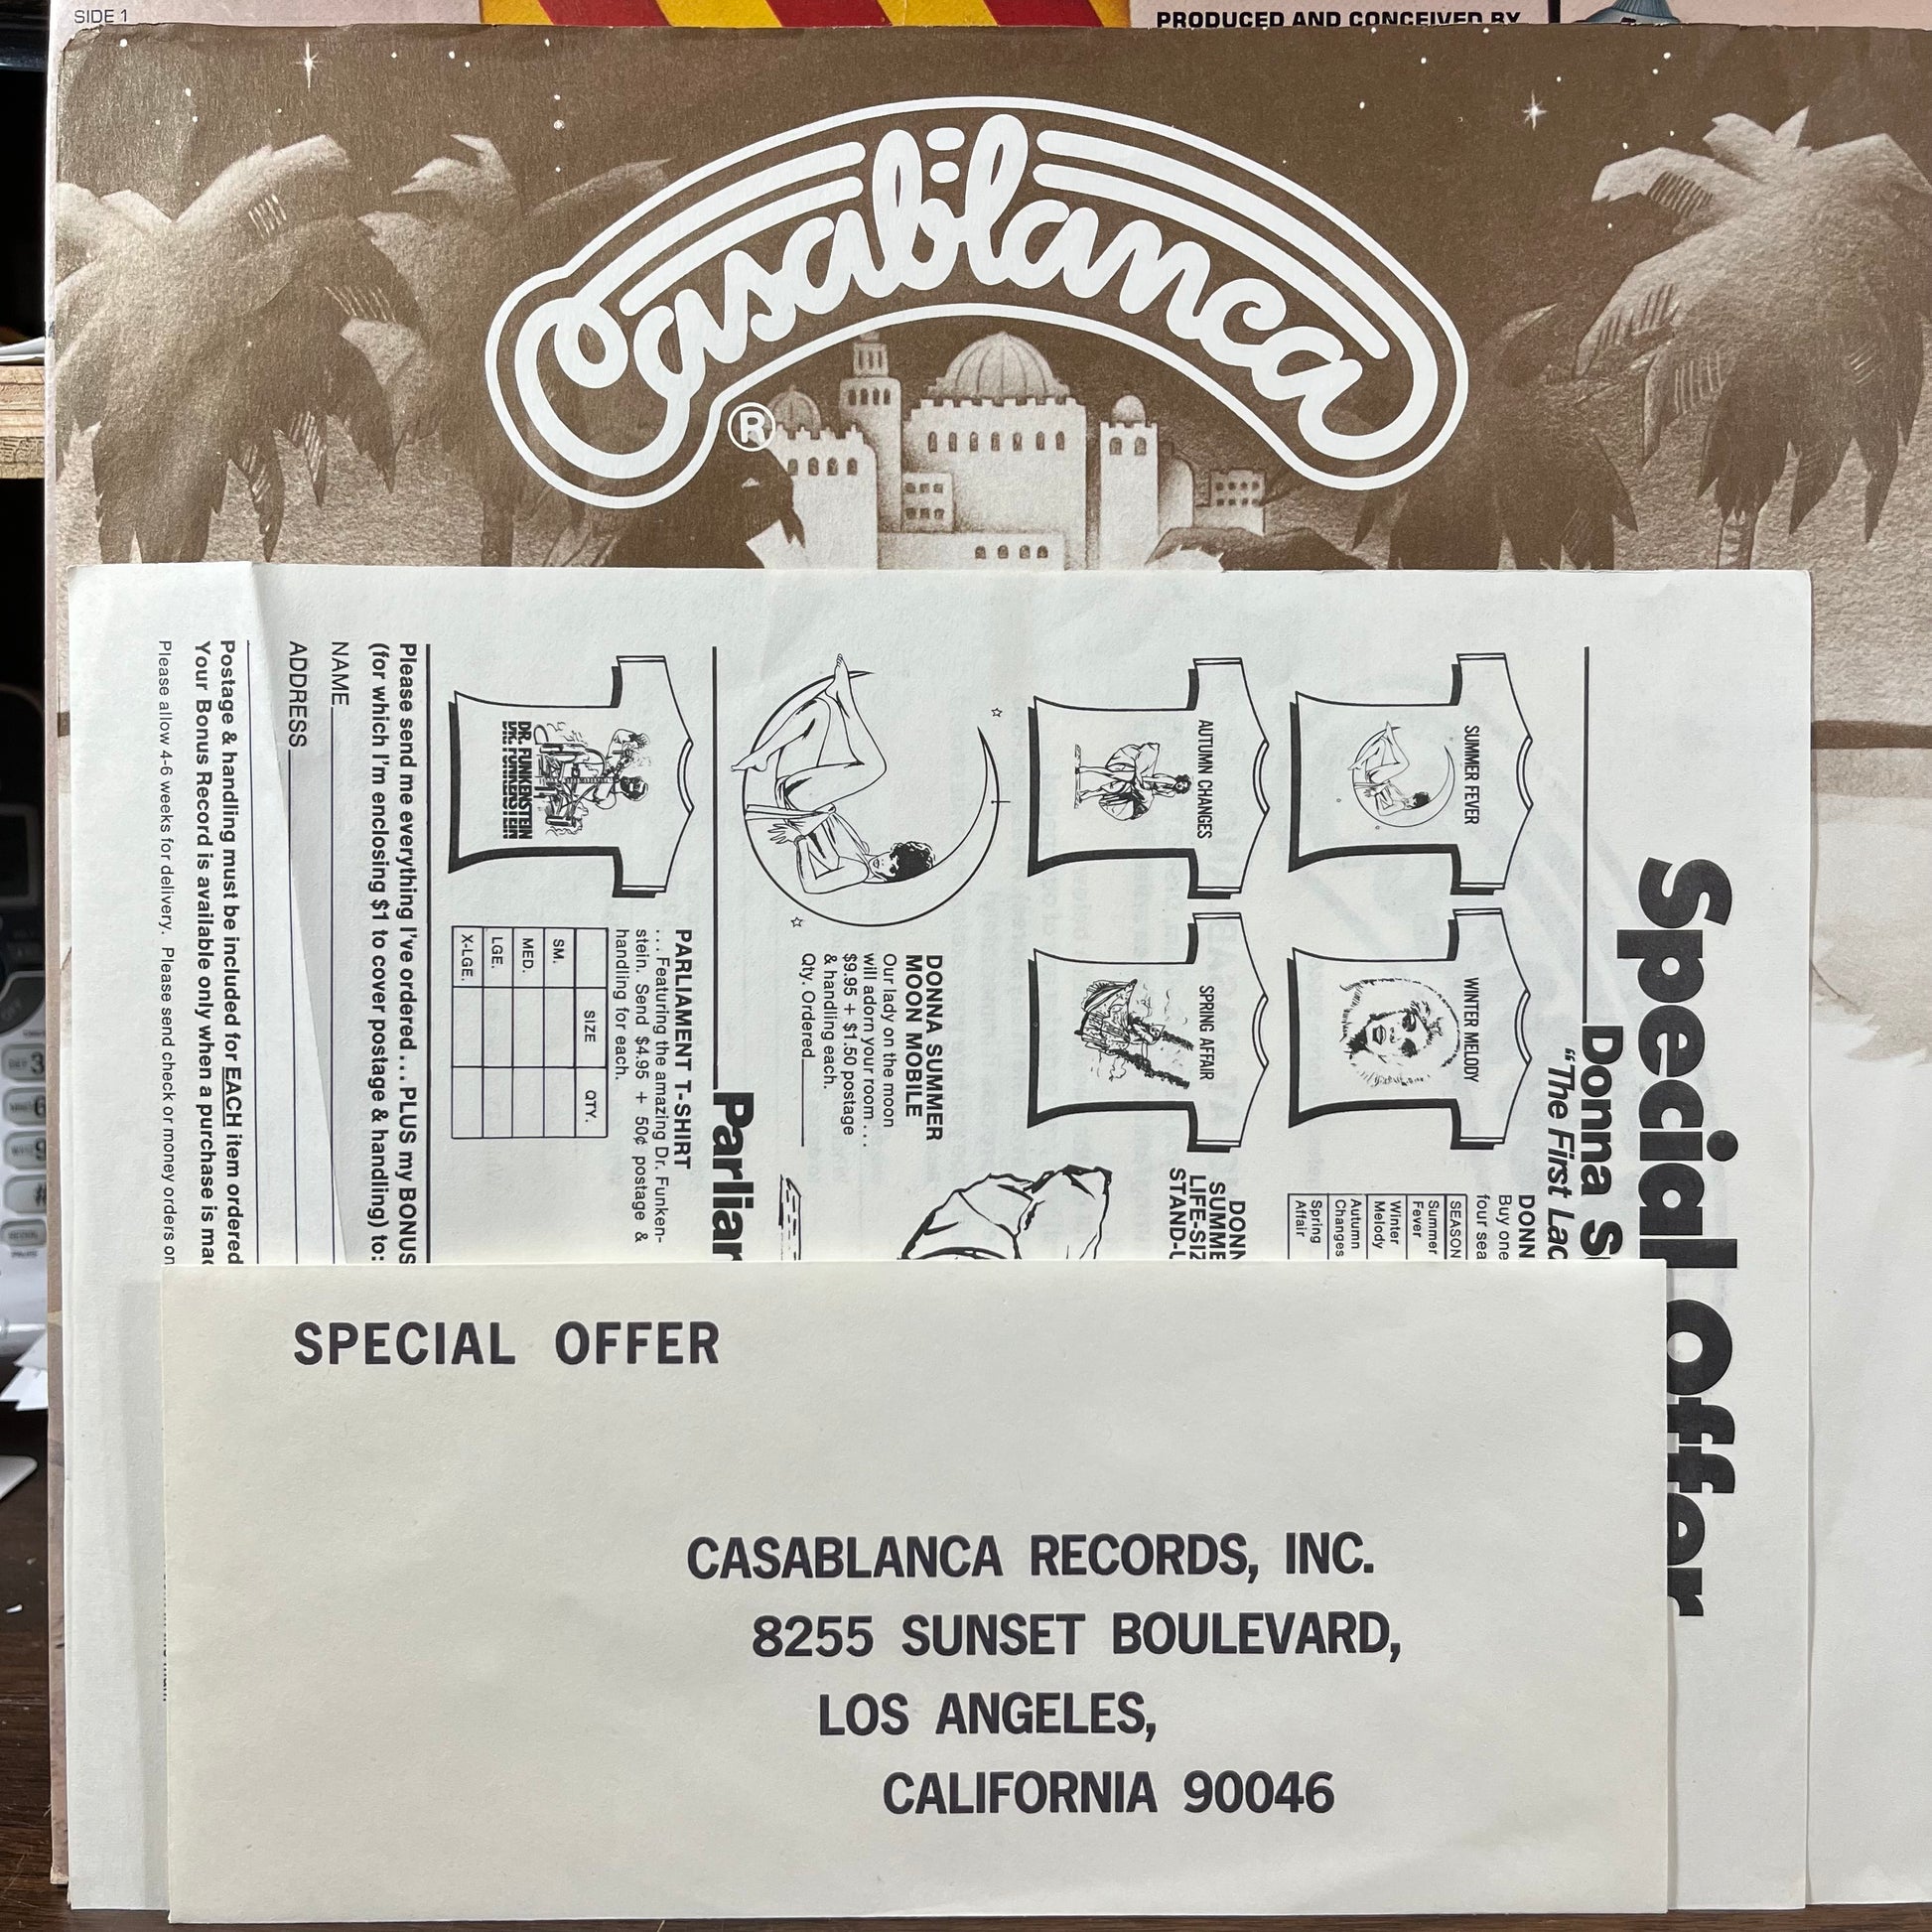 SIDE 1
PRODUCED AND CONCEIVED BY
Casablanca
®
Special Offer
Donna
"The First
SUMMER FEVER
WINTER MELODY
AUTUMN CHANGES
SPRING AFFAIR
Buy one
four
SEASON
Summer
Fever
Winter
Melody
Autumn
Changes
Spring
Affair
LIFE-
STAND-
DONNA SUMMER
MOON MOBILE
Our lady on the moon
will adorn your room ...
$9.95 + $1.50 postage
& handling each.
Qty. Ordered
PARLIAMENT T-SHIRT
... Featuring the amazing Dr. Funken-
stein. Send $4.95 + 50¢ postage &
handling for each.
DR. FUNKENSTEIN
SIZE QTY.
SM.
MED.
LGE.
X-LGE.
Please send me everything I've ordered ... PLUS my BONUS
(for which I'm enclosing $1 to cover postage & handling) to:
NAME
ADDRESS
Postage & handling must be included for EACH item ordered
Your Bonus Record is available only when a purchase is
Please allow 4-6 weeks for delivery. Please send check or money orders
SPECIAL OFFER
CASABLANCA RECORDS, INC.
8255 SUNSET BOULEVARD,
LOS ANGELES,
CALIFORNIA 90046